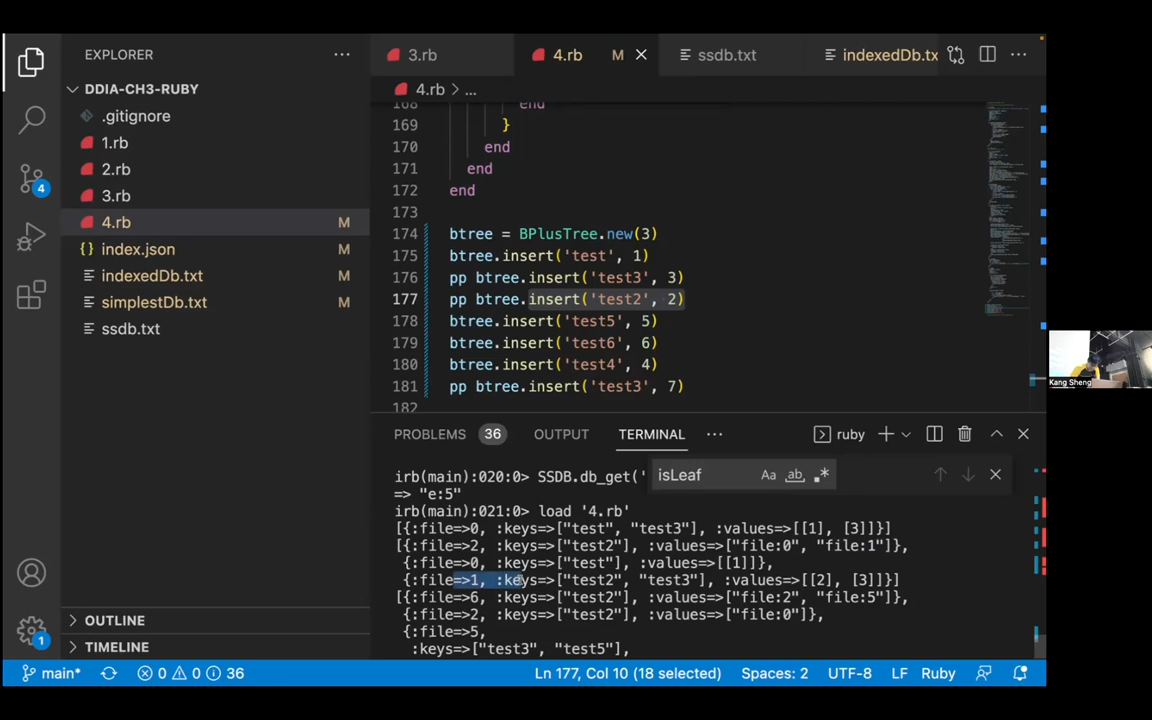 EXPLORER
DDIA-CH3-RUBY
.gitignore
1.rb
2.rb
3.rb
4.rb M
index.json M
indexedDb.txt M
simplestDb.txt M
ssdb.txt
OUTLINE
TIMELINE
3.rb 4.rb M ssdb.txt indexedDb.tx
4.rb > ...
168 end
169 }
170 end
171 end
172 end
173
174 btree = BPlusTree.new(3)
175 btree.insert('test', 1)
176 pp btree.insert('test3', 3)
177 pp btree.insert('test2', 2)
178 btree.insert('test5', 5)
179 btree.insert('test6', 6)
180 btree.insert('test4', 4)
181 pp btree.insert('test3', 7)
182
PROBLEMS 36 OUTPUT TERMINAL ruby
isLeaf Aa ab
irb(main):020:0> SSDB.db_get('
=> "e:5"
irb(main):021:0> load '4.rb'
[{:file=>0, :keys=>["test", "test3"], :values=>[[1], [3]]}]
[{:file=>2, :keys=>["test2"], :values=>["file:0", "file:1"]},
{:file=>0, :keys=>["test"], :values=>[[1]]},
{:file=>1, :keys=>["test2", "test3"], :values=>[[2], [3]]}]
[{:file=>6, :keys=>["test2"], :values=>["file:2", "file:5"]},
{:file=>2, :keys=>["test2"], :values=>["file:0"]},
{:file=>5,
:keys=>["test3", "test5"],
4
1
main* 0 0 36 Ln 177, Col 10 (18 selected) Spaces: 2 UTF-8 LF Ruby
Kang Sheng